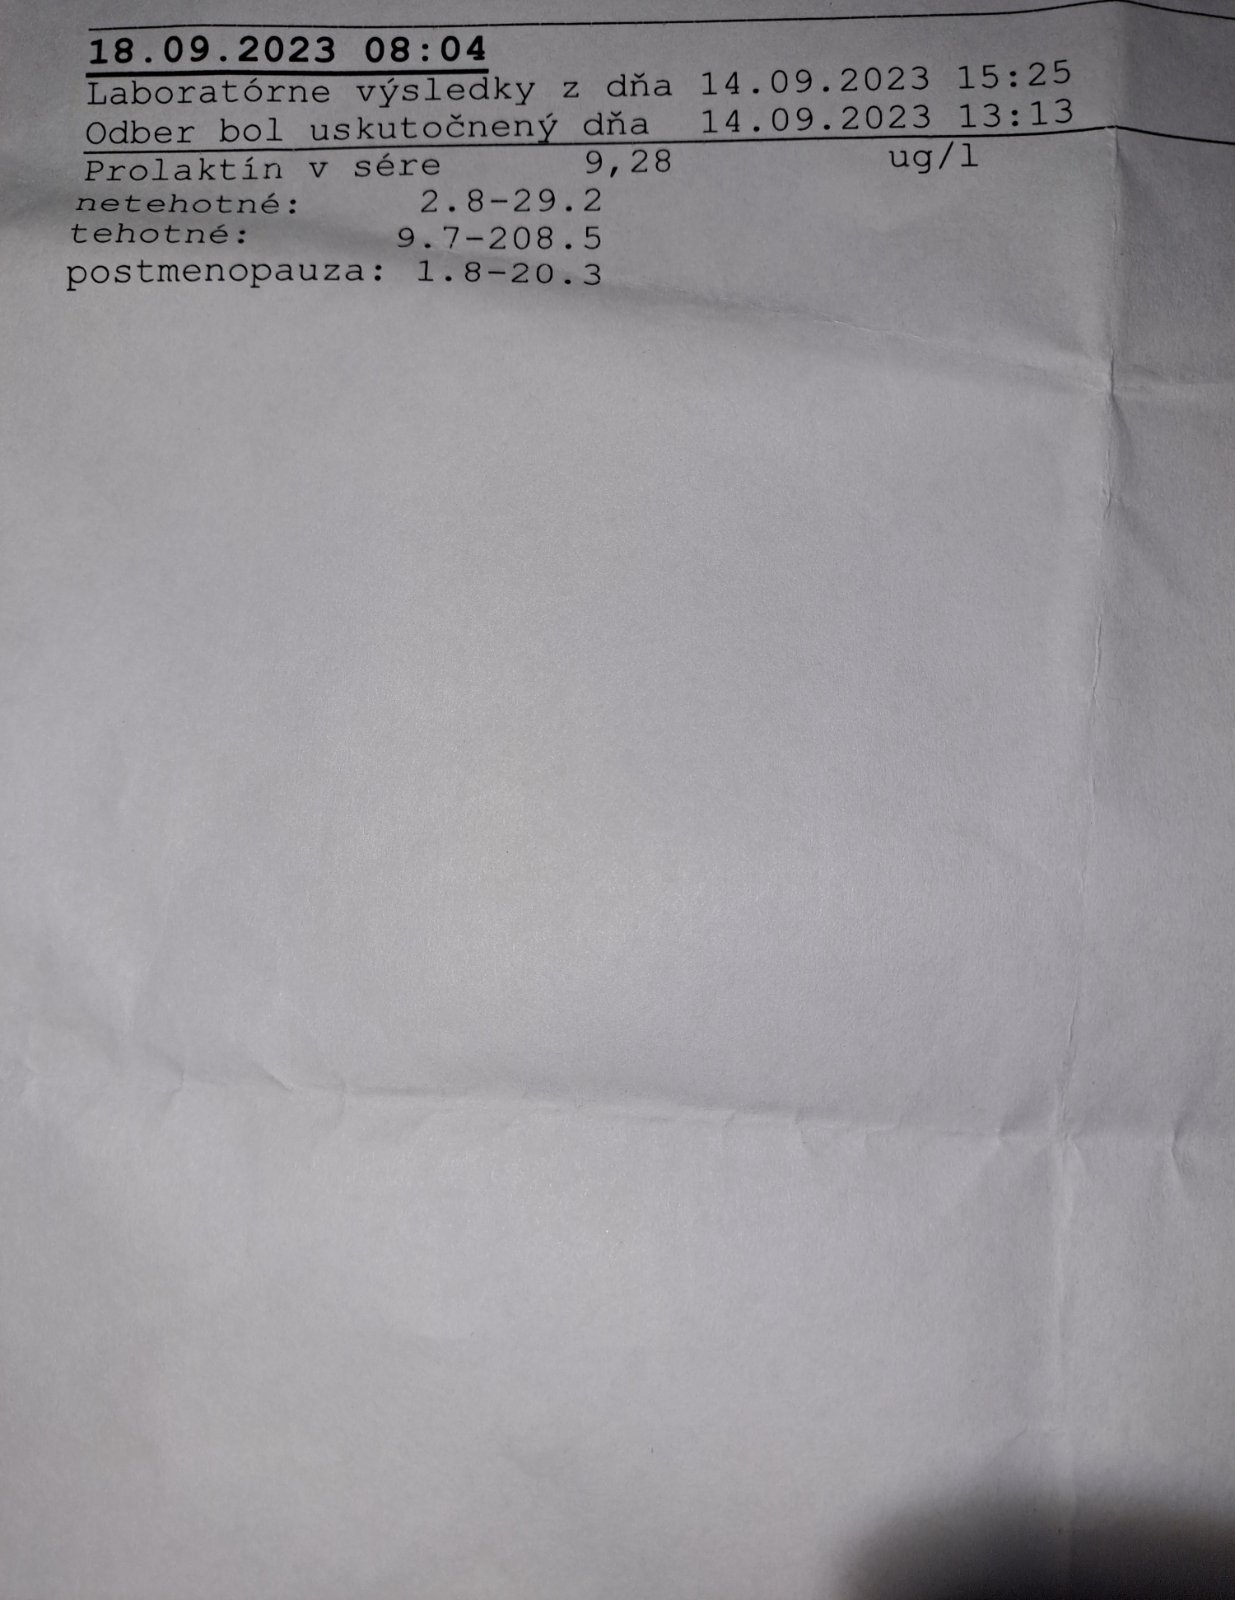 18.09.2023 08:04
Laboratórne výsledky z dňa 14.09.2023 15:25
Odber bol uskutočnený dňa 14.09.2023 13:13
Prolaktín v sére 9,28 ug/l
netehotné: 2.8-29.2
tehotné: 9.7-208.5
postmenopauza: 1.8-20.3